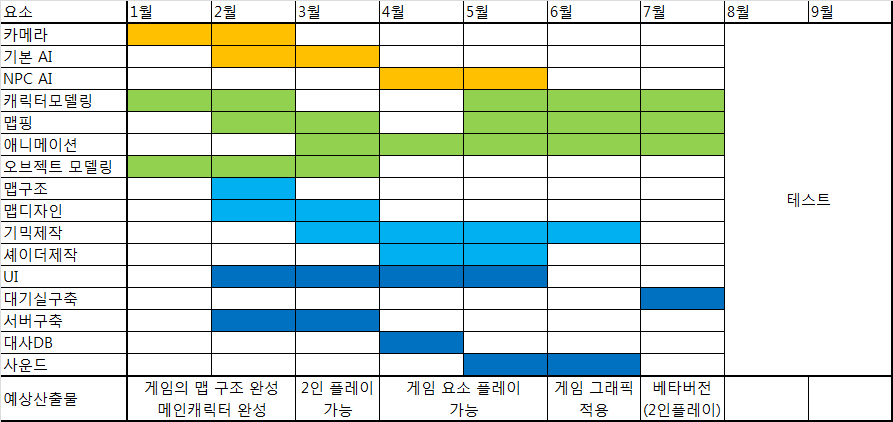 요소 1월 2월 3월 4월 5월 6월 7월 8월 9월
카메라
기본 AI
NPC AI
캐릭터모델링
맵핑
애니메이션
오브젝트 모델링
맵구조
맵디자인
테스트
기믹제작
셰이더제작
UI
대기실구축
서버구축
대사DB
사운드
예상산출물
게임의 맵 구조 완성
메인캐릭터 완성
2인 플레이
가능
게임 요소 플레이
가능
게임 그래픽
적용
베타버전
(2인플레이)